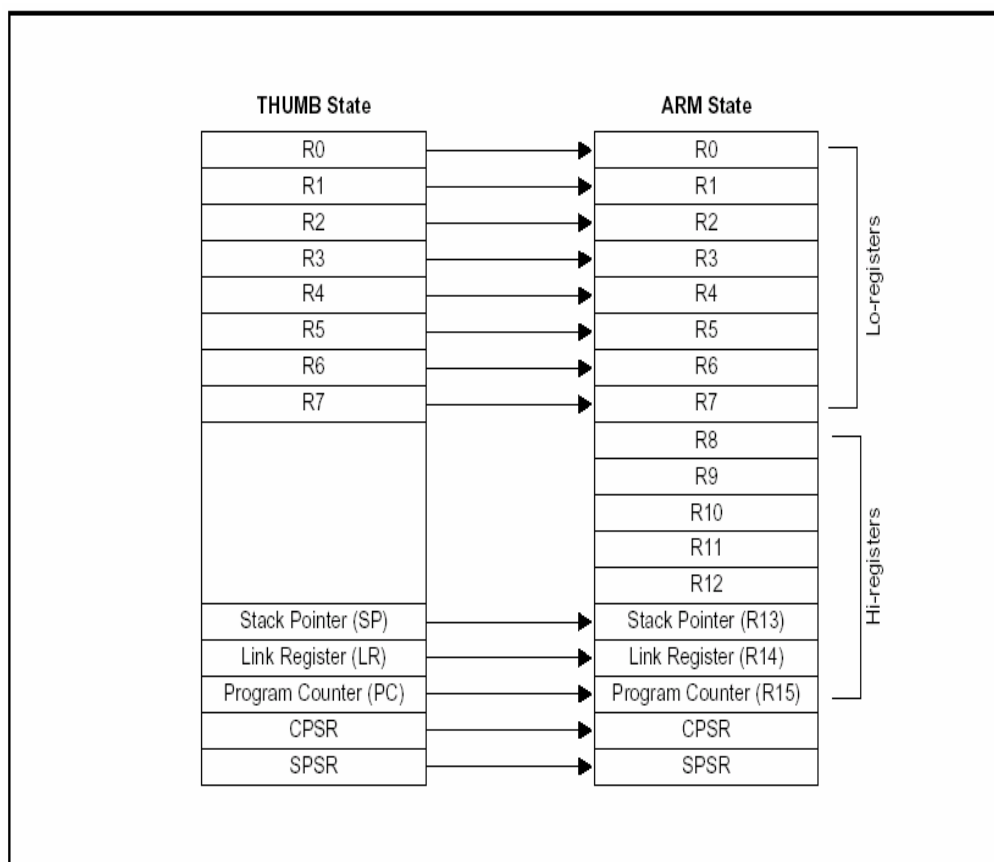 THUMB State
ARM State
R0
R0
R1
R1
R2
R2
R3
R3
R4
R4
R5
R5
R6
R6
R7
R7
Lo-registers
R8
R9
R10
R11
R12
Stack Pointer (SP)
Stack Pointer (R13)
Link Register (LR)
Link Register (R14)
Program Counter (PC)
Program Counter (R15)
Hi-registers
CPSR
CPSR
SPSR
SPSR